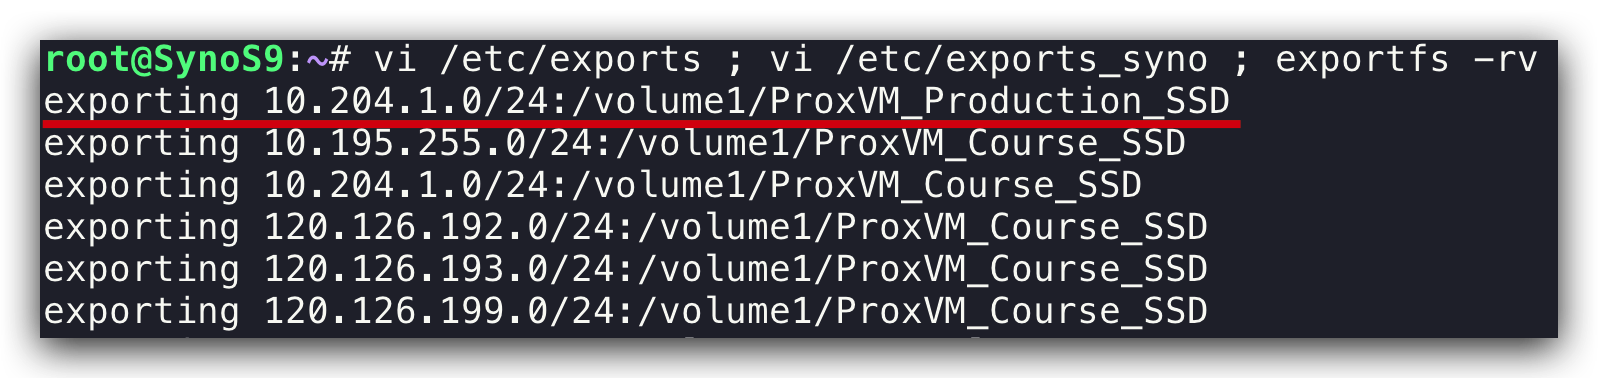 root@SynoS9:~# vi /etc/exports ; vi /etc/exports_syno ; exportfs -rv
exporting 10.204.1.0/24:/volume1/ProxVM_Production_SSD
exporting 10.195.255.0/24:/volume1/ProxVM_Course_SSD
exporting 10.204.1.0/24:/volume1/ProxVM_Course_SSD
exporting 120.126.192.0/24:/volume1/ProxVM_Course_SSD
exporting 120.126.193.0/24:/volume1/ProxVM_Course_SSD
exporting 120.126.199.0/24:/volume1/ProxVM_Course_SSD